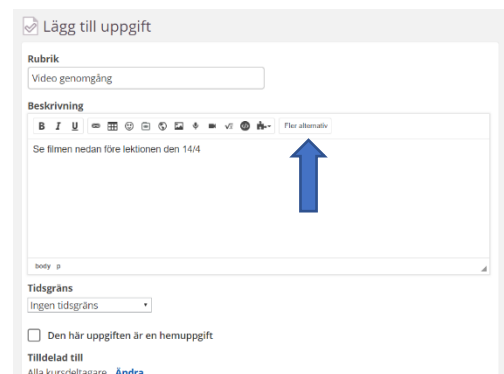 Lägg till uppgift
Rubrik
Video genomgång
Beskrivning
B I U Fler alternativ
Se filmen nedan före lektionen den 14/4
body p
Tidsgräns
Ingen tidsgräns
Den här uppgiften är en hemuppgift
Tilldelad till
Alla kursdeltagare Ändra